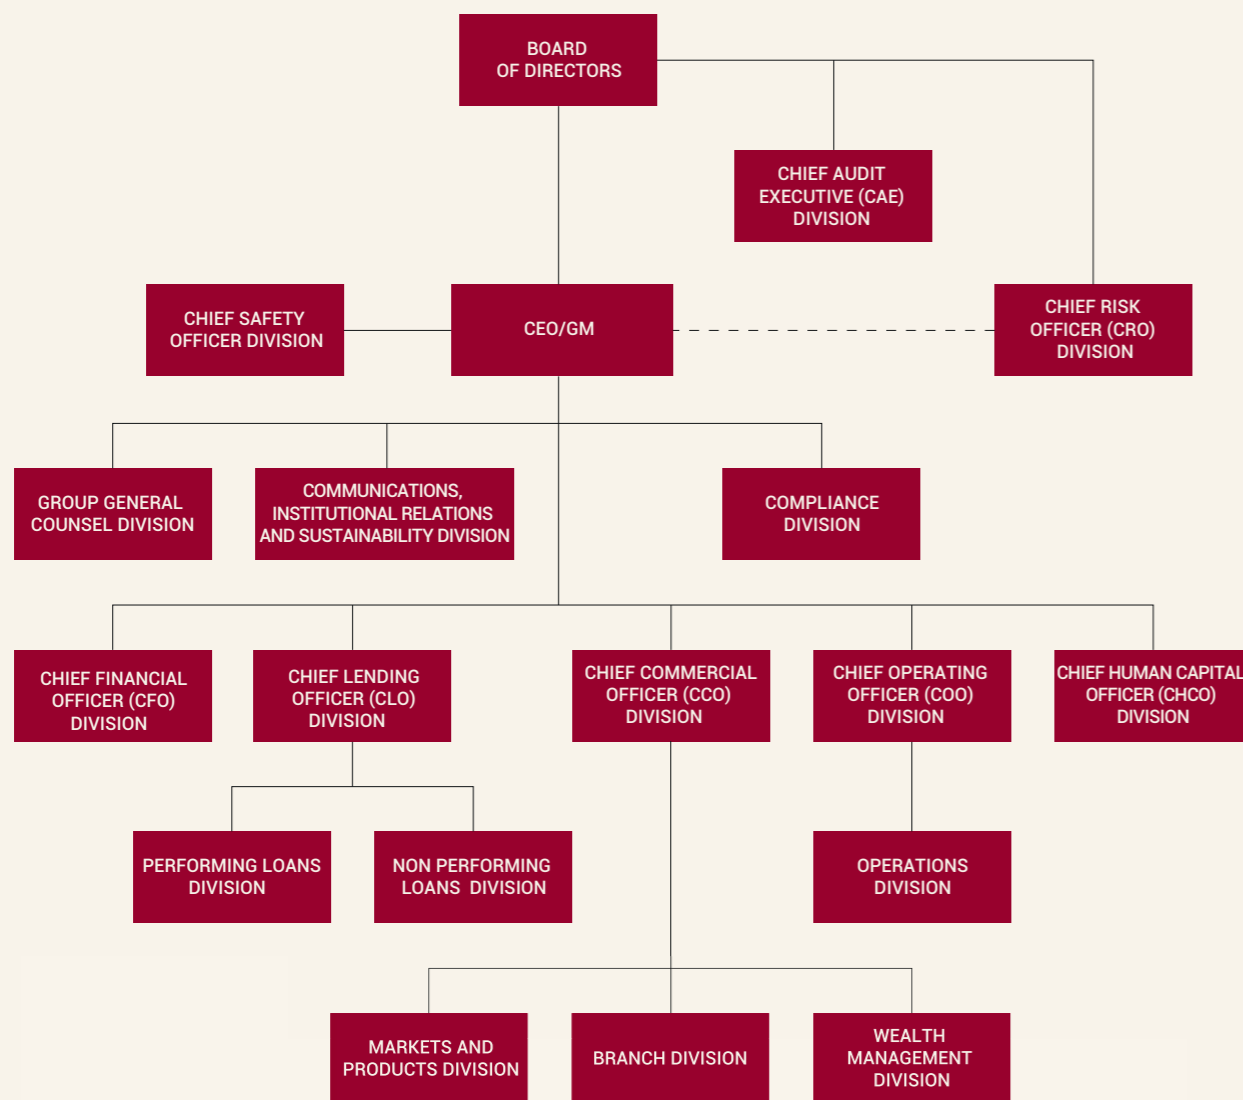 BOARD
OF DIRECTORS
CHIEF AUDIT
EXECUTIVE (CAE)
DIVISION
CHIEF SAFETY
OFFICER DIVISION
CEO/GM
CHIEF RISK
OFFICER (CRO)
DIVISION
GROUP GENERAL
COUNSEL DIVISION
COMMUNICATIONS,
INSTITUTIONAL RELATIONS
AND SUSTAINABILITY DIVISION
COMPLIANCE
DIVISION
CHIEF FINANCIAL
OFFICER (CFO)
DIVISION
CHIEF LENDING
OFFICER (CLO)
DIVISION
CHIEF COMMERCIAL
OFFICER (CCO)
DIVISION
CHIEF OPERATING
OFFICER (COO)
DIVISION
CHIEF HUMAN CAPITAL
OFFICER (CHCO)
DIVISION
PERFORMING LOANS
DIVISION
NON PERFORMING
LOANS DIVISION
OPERATIONS
DIVISION
MARKETS AND
PRODUCTS DIVISION
BRANCH DIVISION
WEALTH
MANAGEMENT
DIVISION